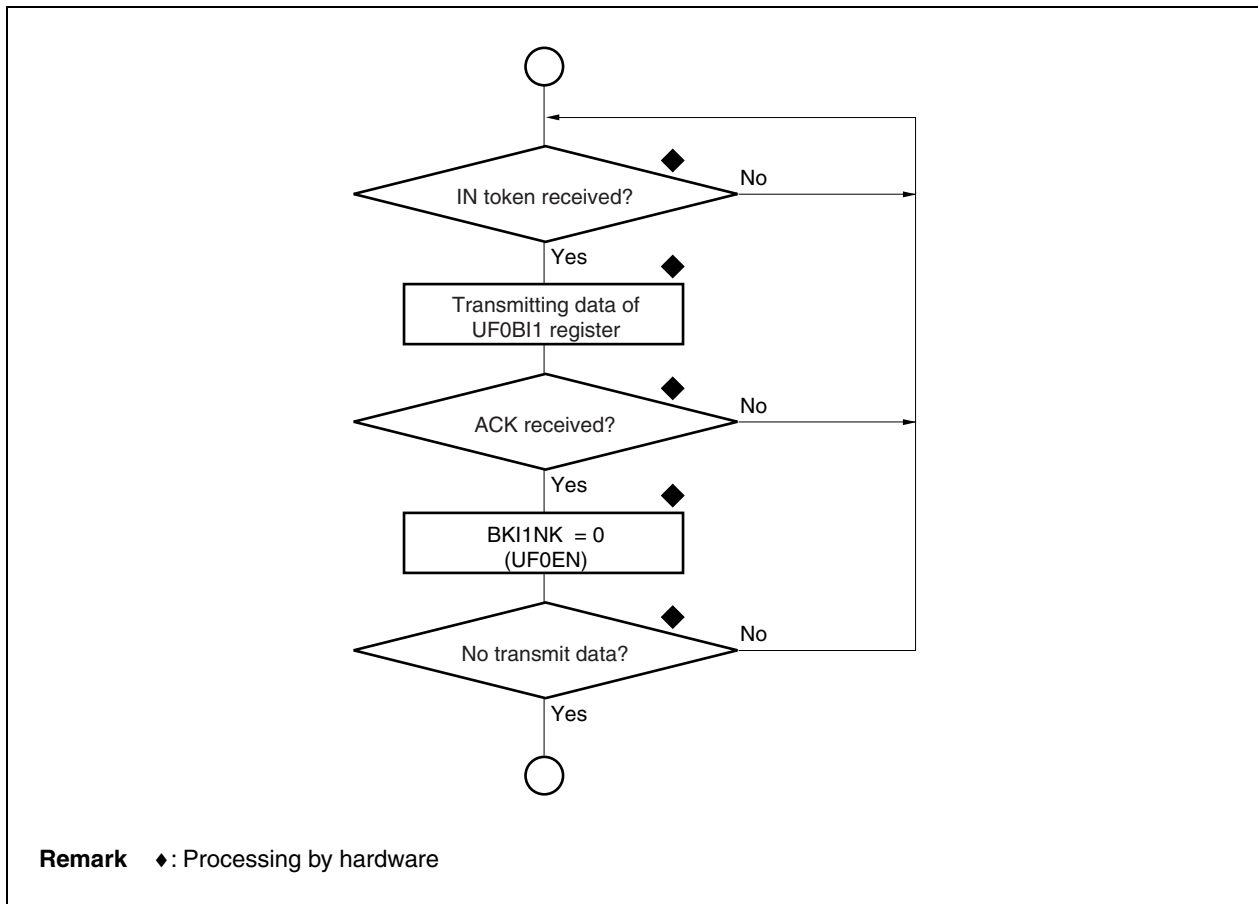 IN token received?
No
Yes
Transmitting data of
UF0BI1 register
ACK received?
No
Yes
BKI1NK = 0
(UF0EN)
No transmit data?
No
Yes
Remark ♦: Processing by hardware